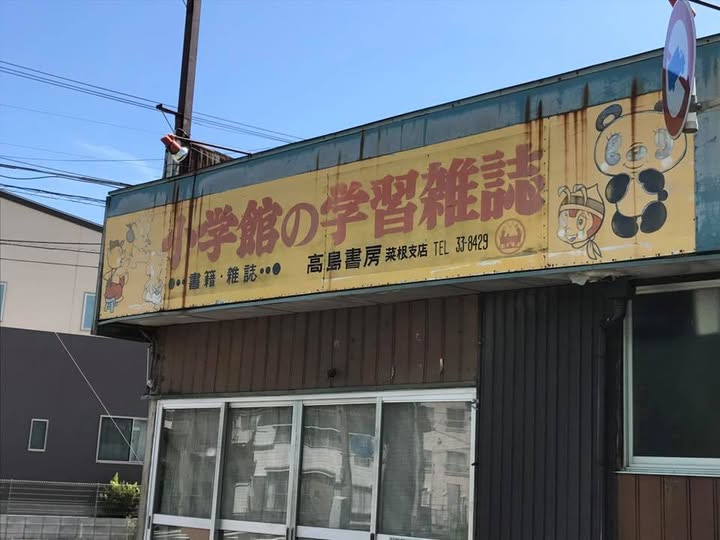 小学館の学習雑誌
●‥書籍・雑誌‥●
高島書房 菜根支店 TEL 33-8429